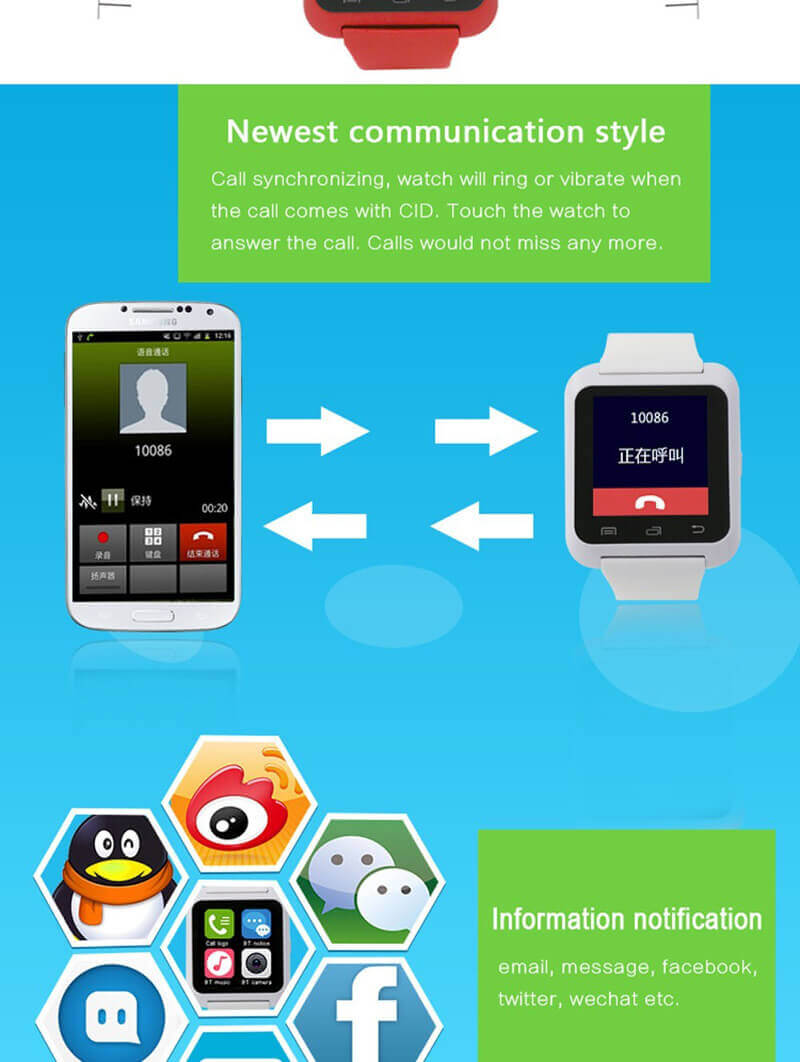 Newest communication style
Call synchronizing, watch will ring or vibrate when
the call comes with CID. Touch the watch to
answer the call. Calls would not miss any more.
SAMSUNG
12:16
语音通话
10086
保持
00:20
录音
键盘
结束通话
扬声器
10086
正在呼叫
Call logs
BT notice
BT music
BT camera
Information notification
email, message, facebook,
twitter, wechat etc.